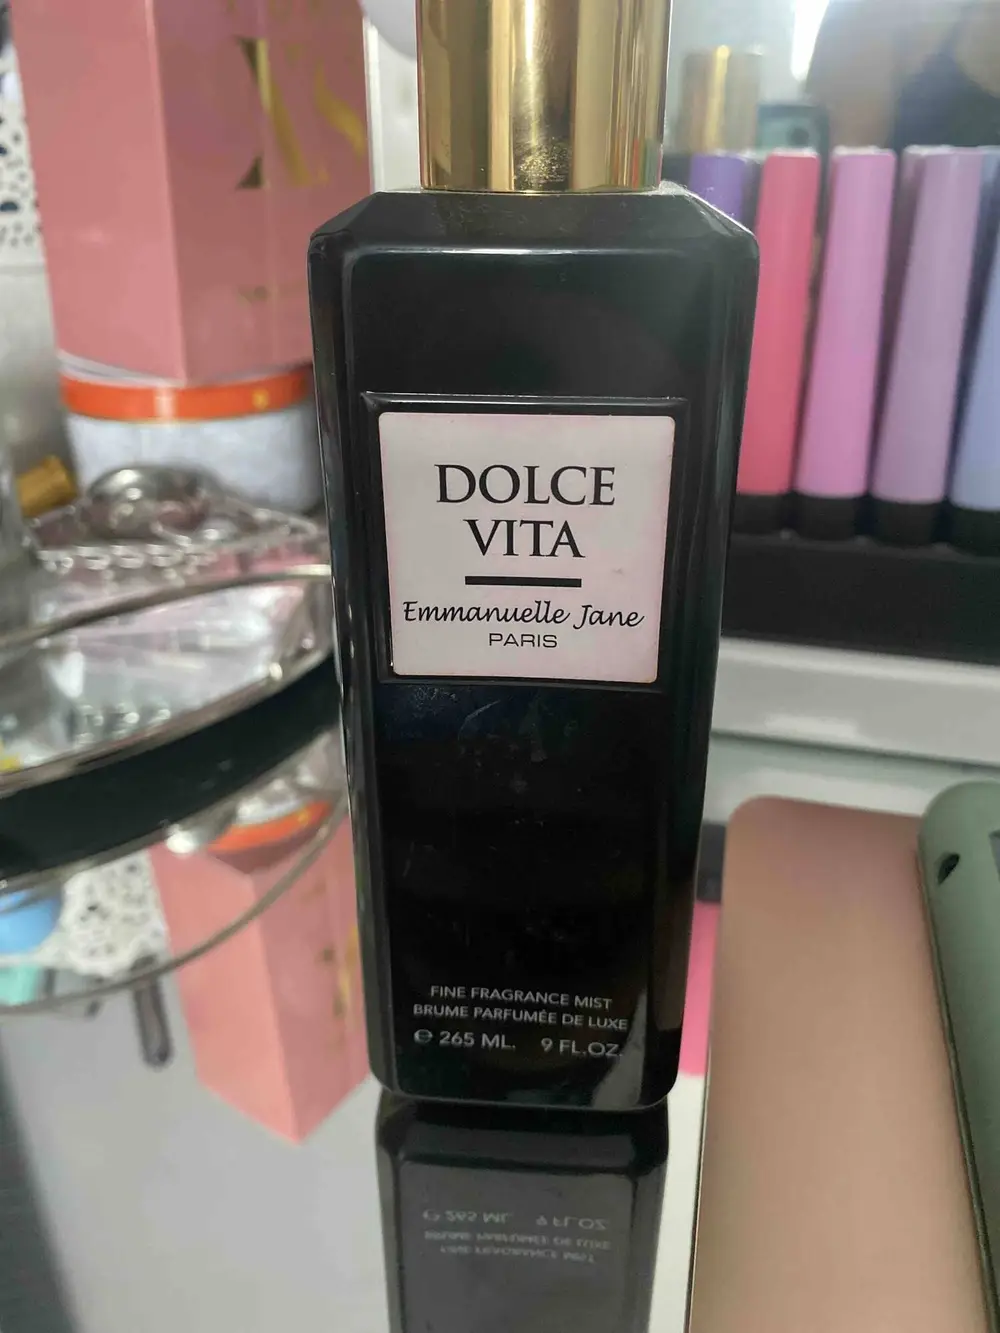 DOLCE
VITA
Emmanuelle Jane
PARIS
FINE FRAGRANCE MIST
BRUME PARFUMÉE DE LUXE
℮ 265 ML. 9 FL.OZ.